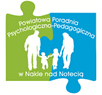 Powiatowa Poradnia
Psychologiczno-Pedagogiczna
w Nakle nad Notecią